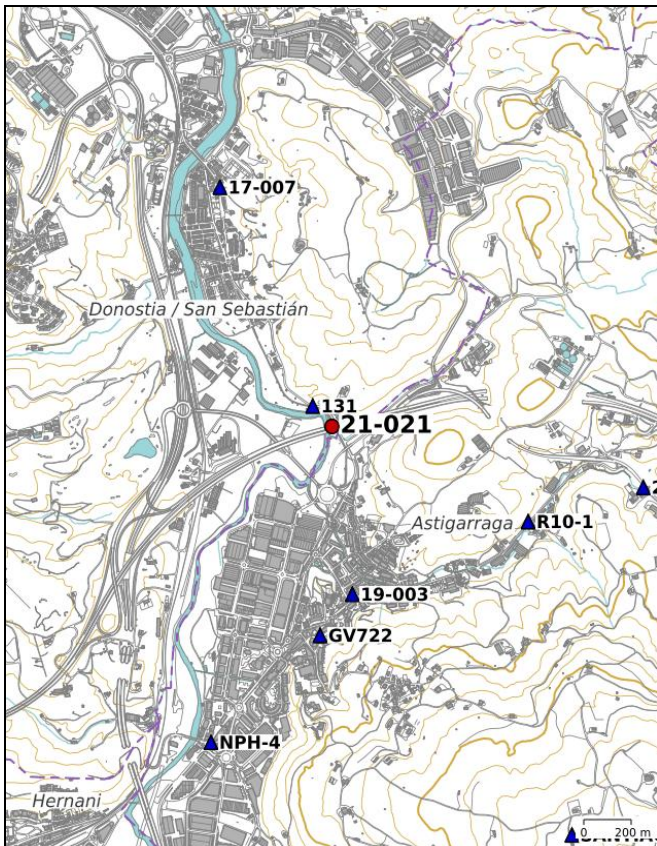 17-007
Donostia / San Sebastián
131
21-021
2
Astigarraga
R10-1
19-003
GV722
NPH-4
Hernani
0 200 m